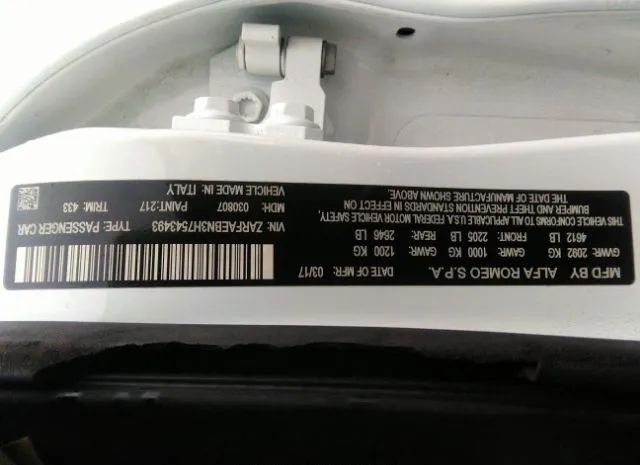 MFD BY ALFA ROMEO S.P.A.
DATE OF MFR: 03/17
GVWR: 2092 KG GAWR: 1000 KG GAWR: 1200 KG
4612 LB FRONT: 2205 LB REAR: 2646 LB
THIS VEHICLE CONFORMS TO ALL APPLICABLE U.S.A. FEDERAL MOTOR VEHICLE SAFETY,
BUMPER AND THEFT PREVENTION STANDARDS IN EFFECT ON
THE DATE OF MANUFACTURE SHOWN ABOVE.
VIN: ZARFAEBN3H7543493 TYPE: PASSENGER CAR
MDH: 030807 PAINT: 217 TRIM: 433
VEHICLE MADE IN: ITALY